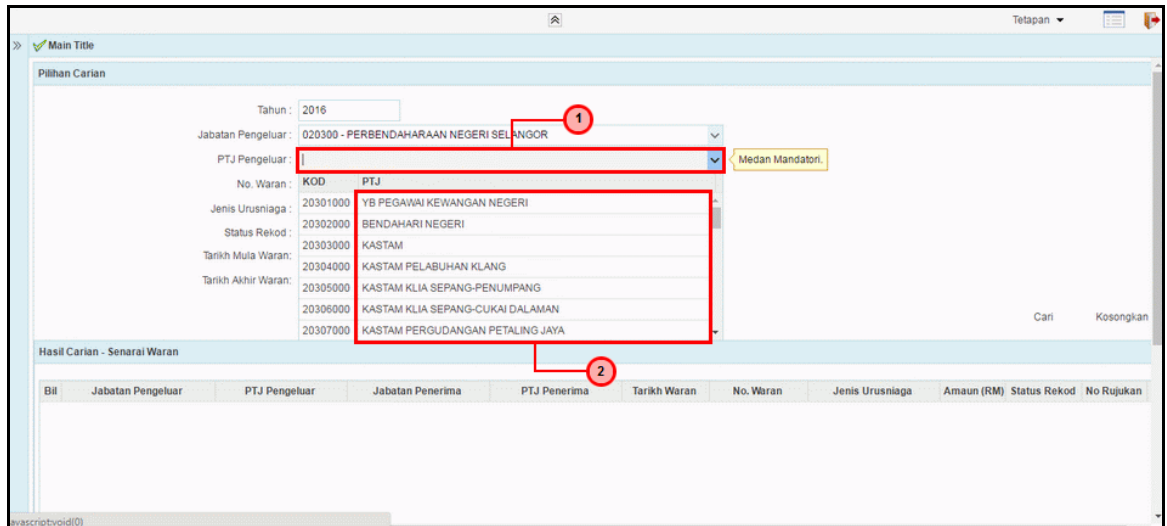 Tetapan
Main Title
Pilihan Carian
Tahun : 2016
1
Jabatan Pengeluar : 020300 - PERBENDAHARAAN NEGERI SELANGOR
PTJ Pengeluar : Medan Mandatori.
No. Waran : KOD PTJ
Jenis Urusniaga : 20301000 YB PEGAWAI KEWANGAN NEGERI
Status Rekod : 20302000 BENDAHARI NEGERI
20303000 KASTAM
Tarikh Mula Waran: 20304000 KASTAM PELABUHAN KLANG
Tarikh Akhir Waran: 20305000 KASTAM KLIA SEPANG-PENUMPANG
20306000 KASTAM KLIA SEPANG-CUKAI DALAMAN
Cari Kosongkan
20307000 KASTAM PERGUDANGAN PETALING JAYA
Hasil Carian - Senarai Waran
2
Bil Jabatan Pengeluar PTJ Pengeluar Jabatan Penerima PTJ Penerima Tarikh Waran No. Waran Jenis Urusniaga Amaun (RM) Status Rekod No Rujukan
avascript:void(0)